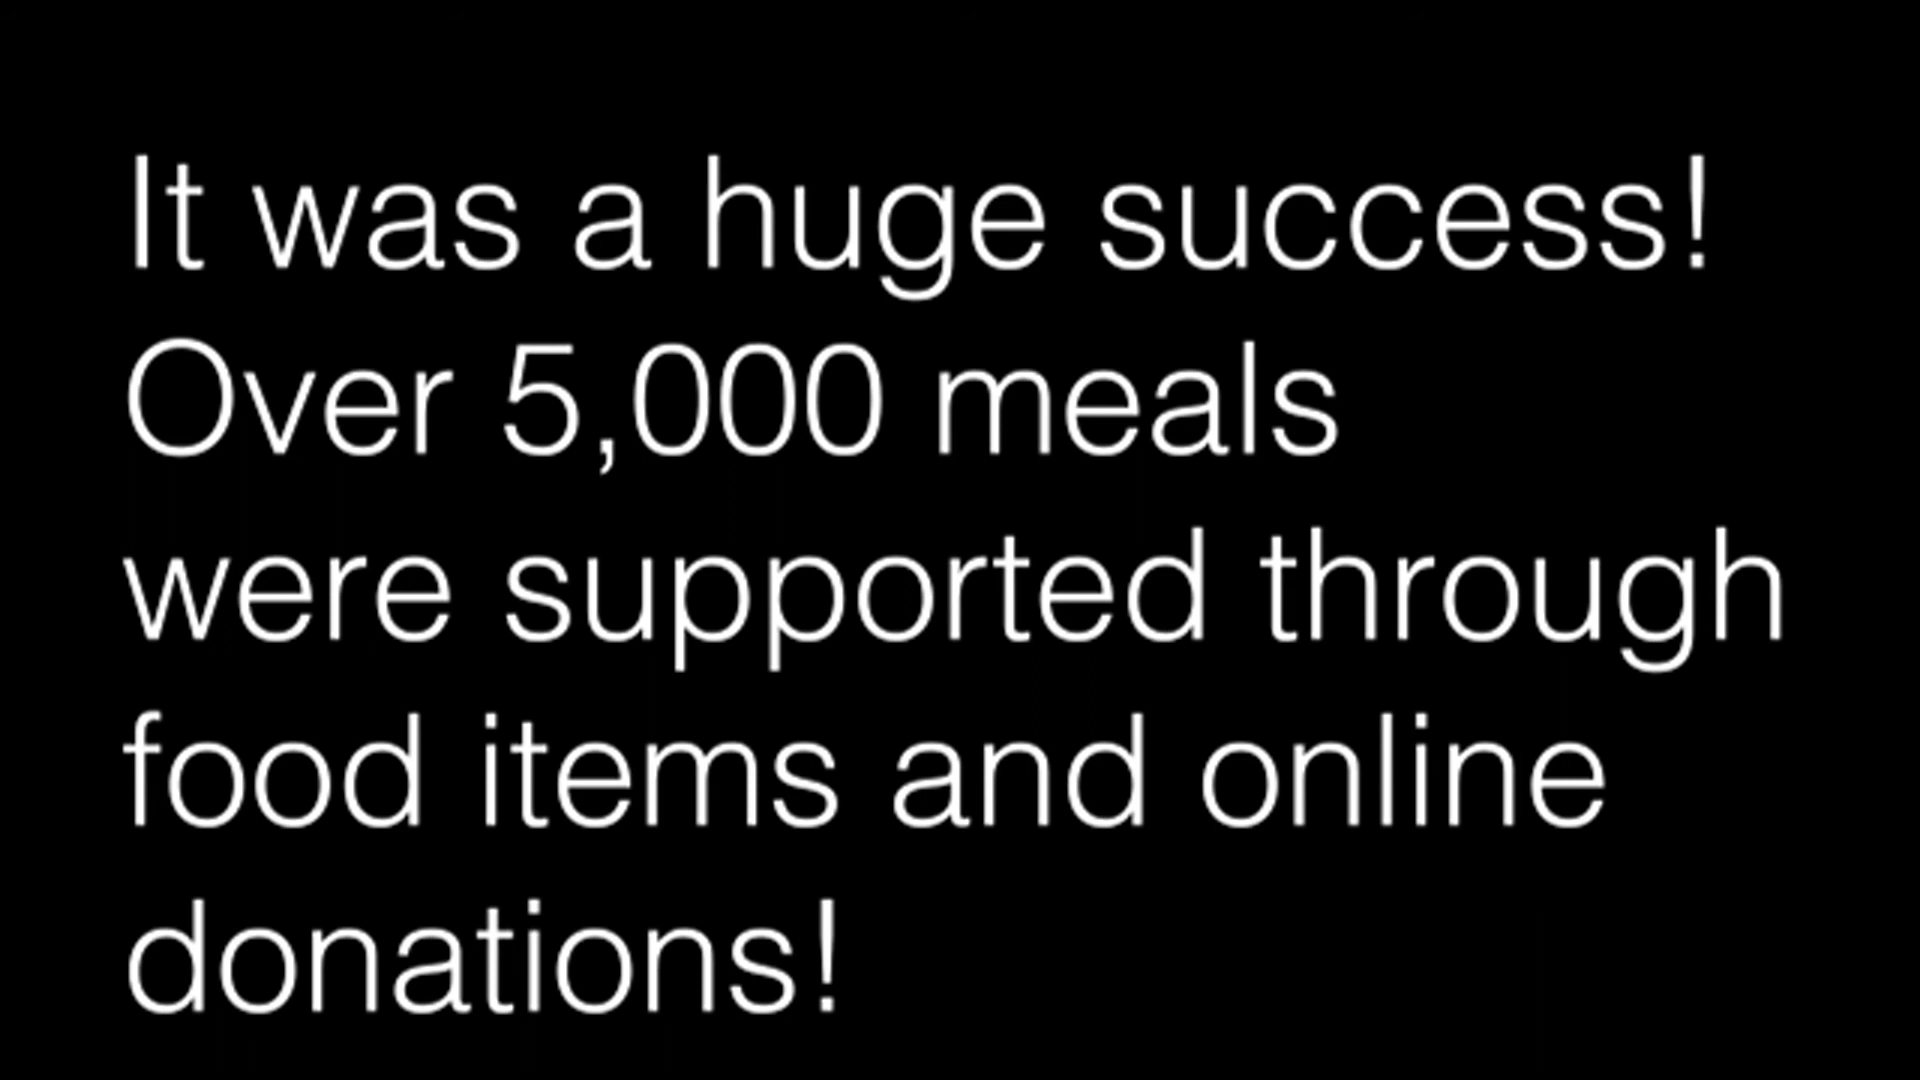 It was a huge success!
Over 5,000 meals
were supported through
food items and online
donations!